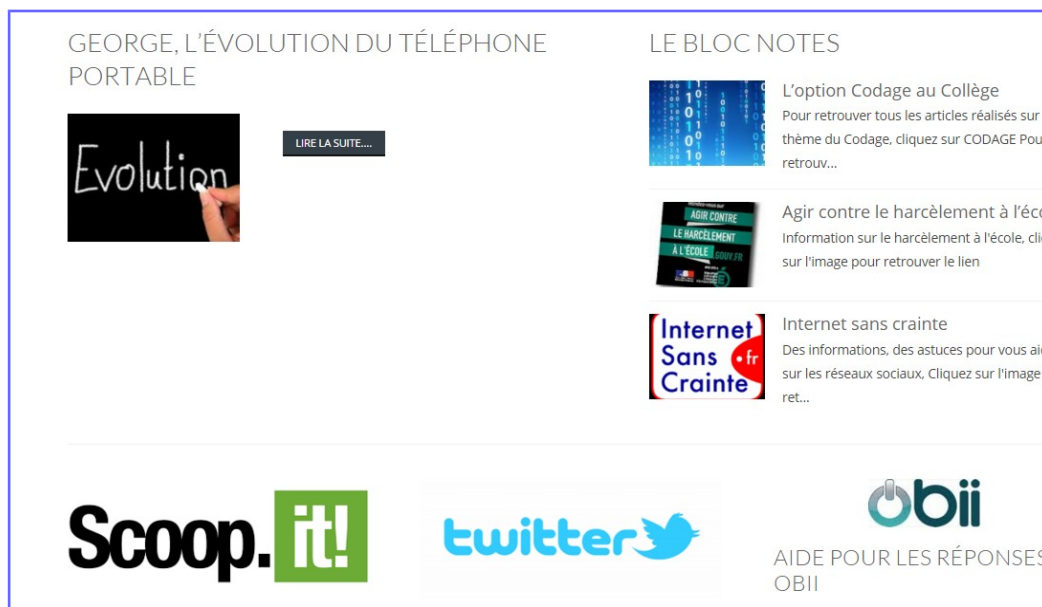 GEORGE, L'ÉVOLUTION DU TÉLÉPHONE
PORTABLE
Evolution
LIRE LA SUITE....
LE BLOC NOTES
L'option Codage au Collège
Pour retrouver tous les articles réalisés sur
thème du Codage, cliquez sur CODAGE Pou
retrouv...
AGIR CONTRE
LE HARCÈLEMENT
À L'ÉCOLE .GOUV.FR
Agir contre le harcèlement à l'éco
Information sur le harcèlement à l'école, cli
sur l'image pour retrouver le lien
Internet
Sans .fr
Crainte
Internet sans crainte
Des informations, des astuces pour vous aid
sur les réseaux sociaux, Cliquez sur l'image
ret...
Scoop.it!
twitter
Obii
AIDE POUR LES RÉPONSES
OBII